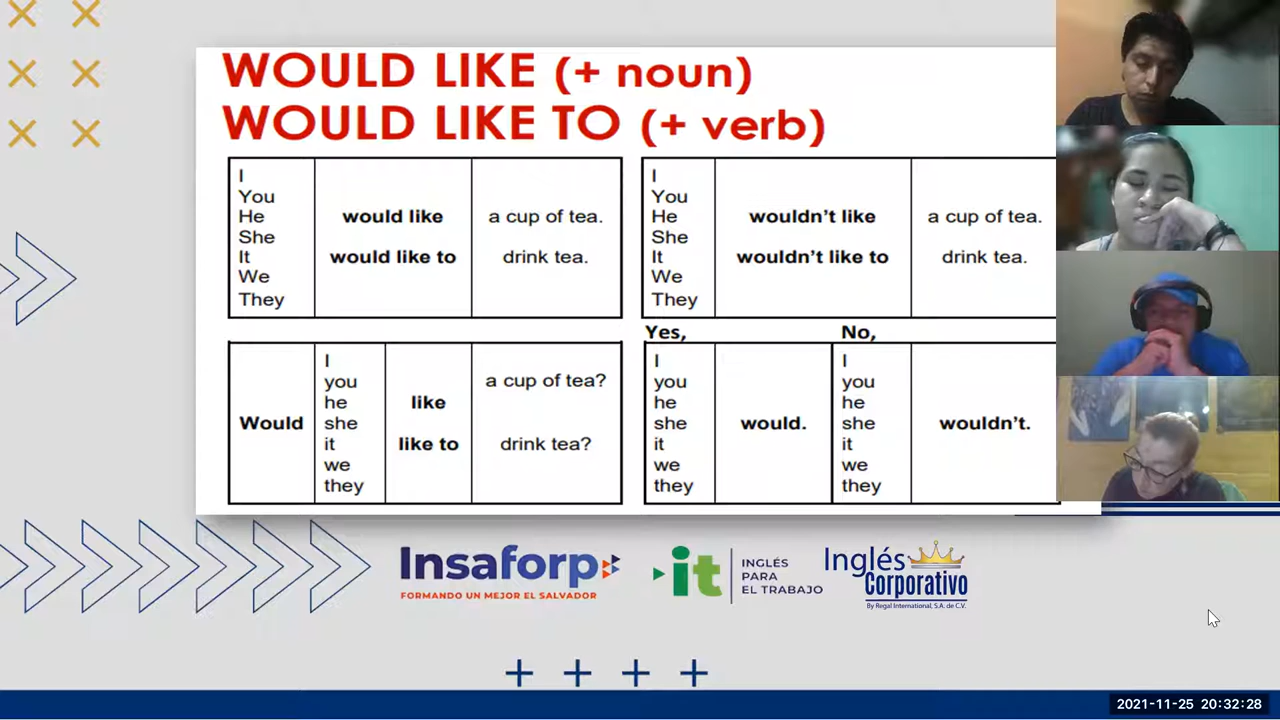 WOULD LIKE (+ noun)
WOULD LIKE TO (+ verb)
I
You
He
She
It
We
They
would like
would like to
a cup of tea.
drink tea.
I
You
He
She
It
We
They
wouldn't like
wouldn't like to
a cup of tea.
drink tea.
Would
I
you
he
she
it
we
they
like
like to
a cup of tea?
drink tea?
Yes,
I
you
he
she
it
we
they
would.
No,
I
you
he
she
it
we
they
wouldn't.
Insaforp
FORMANDO UN MEJOR EL SALVADOR
it
INGLÉS
PARA
EL TRABAJO
Inglés
Corporativo
By Regal International, S.A. de C.V.
2021-11-25 20:32:28